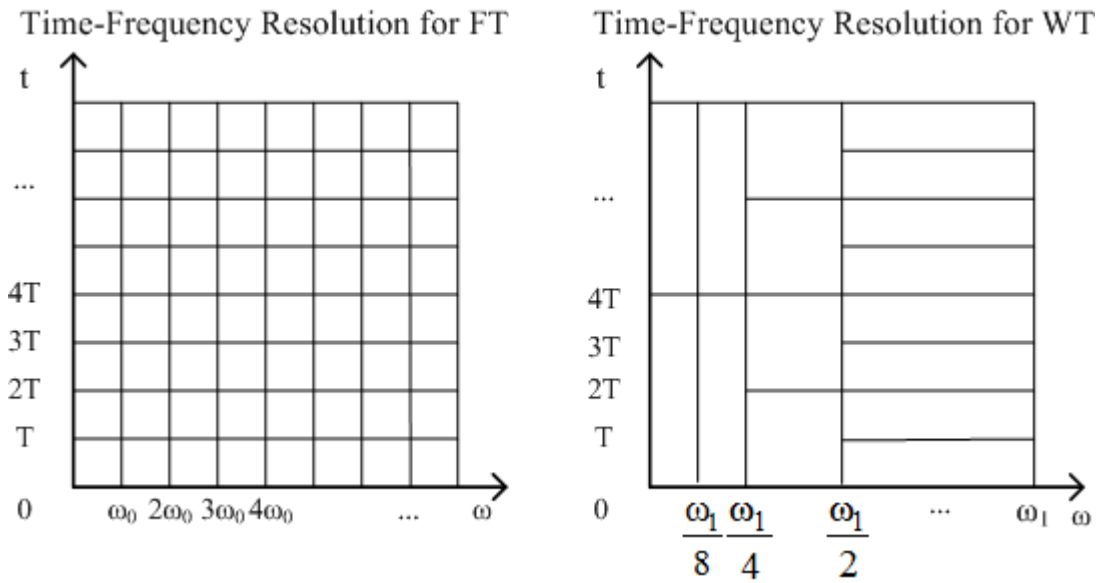 Time-Frequency Resolution for FT
t
...
4T
3T
2T
T
0
ω₀ 2ω₀ 3ω₀ 4ω₀ ... ω
Time-Frequency Resolution for WT
t
...
4T
3T
2T
T
0
ω₁/8 ω₁/4 ω₁/2 ... ω₁ ω